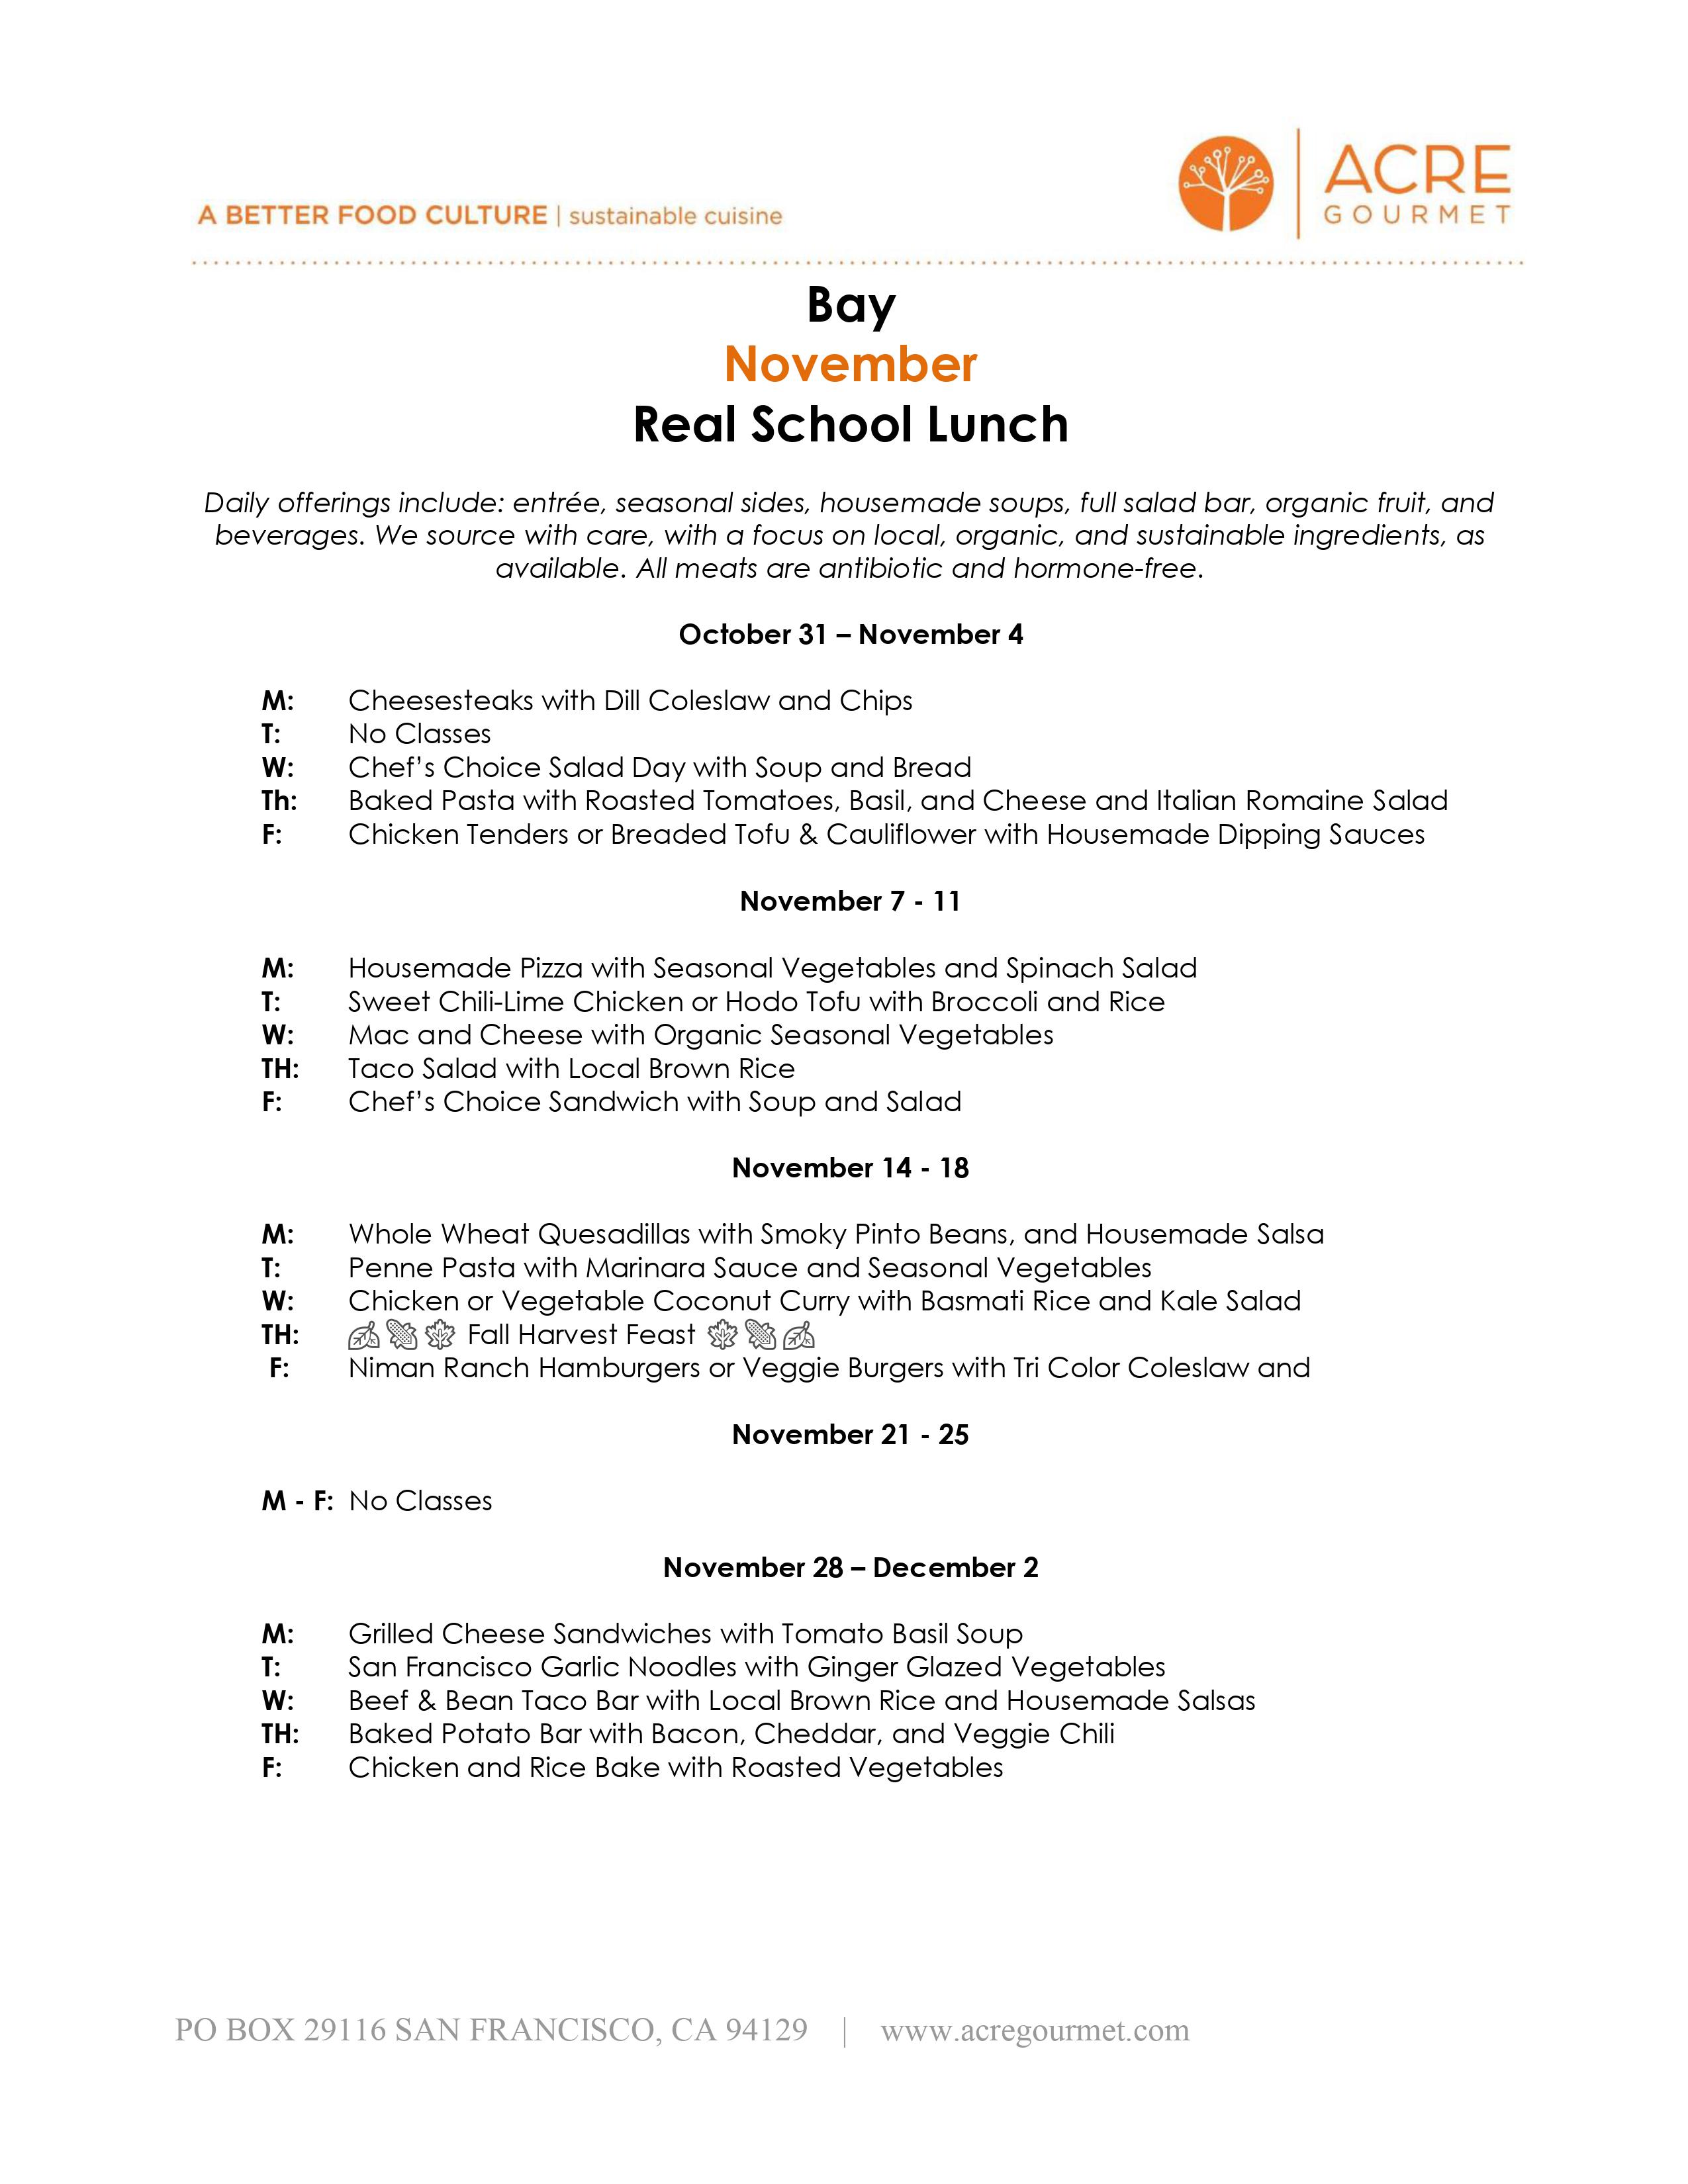 A BETTER FOOD CULTURE | sustainable cuisine
ACRE
GOURMET
Bay
November
Real School Lunch
Daily offerings include: entrée, seasonal sides, housemade soups, full salad bar, organic fruit, and
beverages. We source with care, with a focus on local, organic, and sustainable ingredients, as
available. All meats are antibiotic and hormone-free.
October 31 – November 4
M: Cheesesteaks with Dill Coleslaw and Chips
T: No Classes
W: Chef’s Choice Salad Day with Soup and Bread
Th: Baked Pasta with Roasted Tomatoes, Basil, and Cheese and Italian Romaine Salad
F: Chicken Tenders or Breaded Tofu & Cauliflower with Housemade Dipping Sauces
November 7 - 11
M: Housemade Pizza with Seasonal Vegetables and Spinach Salad
T: Sweet Chili-Lime Chicken or Hodo Tofu with Broccoli and Rice
W: Mac and Cheese with Organic Seasonal Vegetables
TH: Taco Salad with Local Brown Rice
F: Chef’s Choice Sandwich with Soup and Salad
November 14 - 18
M: Whole Wheat Quesadillas with Smoky Pinto Beans, and Housemade Salsa
T: Penne Pasta with Marinara Sauce and Seasonal Vegetables
W: Chicken or Vegetable Coconut Curry with Basmati Rice and Kale Salad
TH: Fall Harvest Feast
F: Niman Ranch Hamburgers or Veggie Burgers with Tri Color Coleslaw and
November 21 - 25
M - F: No Classes
November 28 – December 2
M: Grilled Cheese Sandwiches with Tomato Basil Soup
T: San Francisco Garlic Noodles with Ginger Glazed Vegetables
W: Beef & Bean Taco Bar with Local Brown Rice and Housemade Salsas
TH: Baked Potato Bar with Bacon, Cheddar, and Veggie Chili
F: Chicken and Rice Bake with Roasted Vegetables
PO BOX 29116 SAN FRANCISCO, CA 94129 | www.acregourmet.com